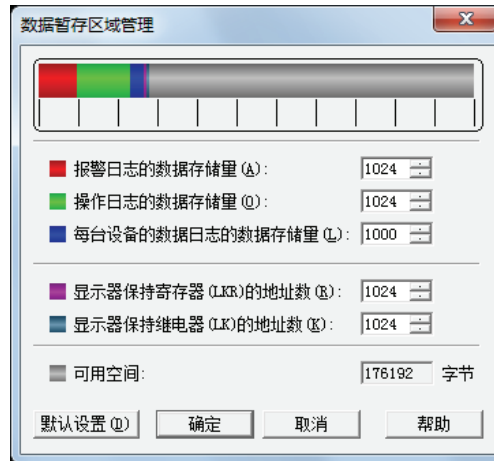 数据暂存区域管理
报警日志的数据存储量(A): 1024
操作日志的数据存储量(O): 1024
每台设备的数据日志的数据存储量(L): 1000
显示器保持寄存器(LKR)的地址数(R): 1024
显示器保持继电器(LK)的地址数(K): 1024
可用空间: 176192 字节
默认设置(D) 确定 取消 帮助